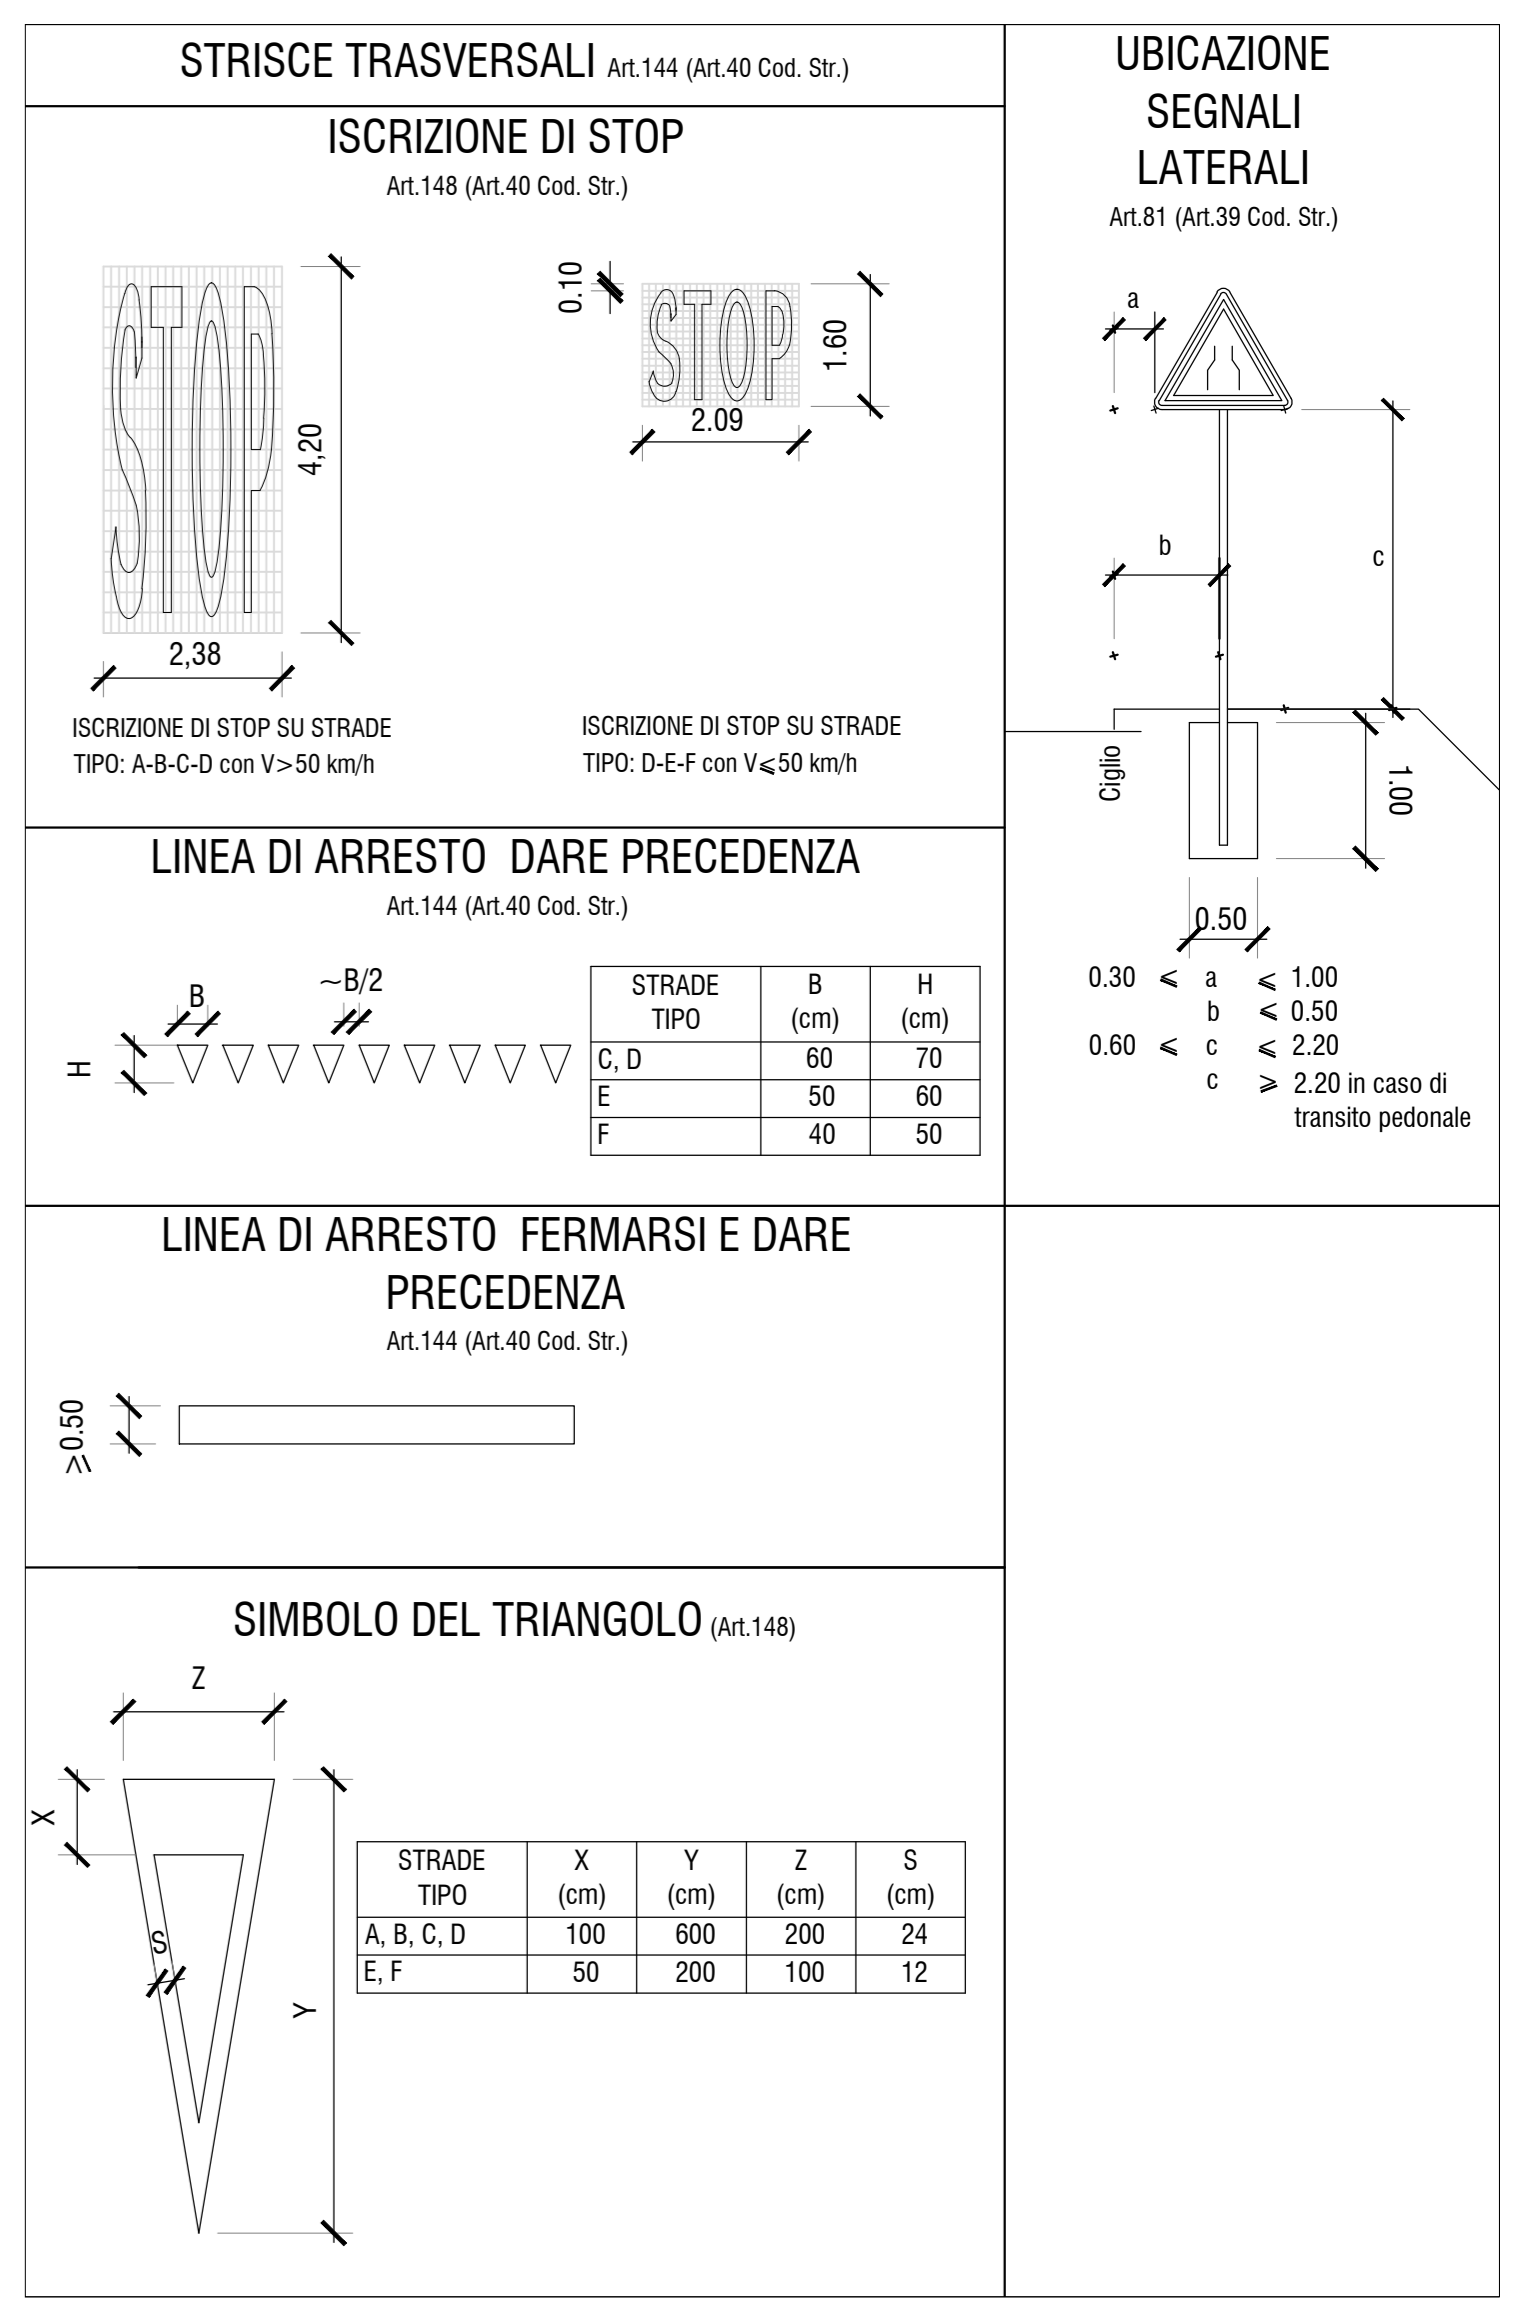 STRISCE TRASVERSALI Art.144 (Art.40 Cod. Str.)
ISCRIZIONE DI STOP
Art.148 (Art.40 Cod. Str.)
STOP
4,20
2,38
ISCRIZIONE DI STOP SU STRADE
TIPO: A-B-C-D con V>50 km/h
0.10
STOP
1.60
2.09
ISCRIZIONE DI STOP SU STRADE
TIPO: D-E-F con V⩽50 km/h
LINEA DI ARRESTO DARE PRECEDENZA
Art.144 (Art.40 Cod. Str.)
B
~B/2
H
STRADE TIPO B (cm) H (cm)
C, D 60 70
E 50 60
F 40 50
LINEA DI ARRESTO FERMARSI E DARE
PRECEDENZA
Art.144 (Art.40 Cod. Str.)
⩾0.50
SIMBOLO DEL TRIANGOLO (Art.148)
Z
X
S
Y
STRADE TIPO X (cm) Y (cm) Z (cm) S (cm)
A, B, C, D 100 600 200 24
E, F 50 200 100 12
UBICAZIONE
SEGNALI
LATERALI
Art.81 (Art.39 Cod. Str.)
a
b
c
Ciglio
1.00
0.50
0.30 ⩽ a ⩽ 1.00
b ⩽ 0.50
0.60 ⩽ c ⩽ 2.20
c ⩾ 2.20 in caso di
transito pedonale